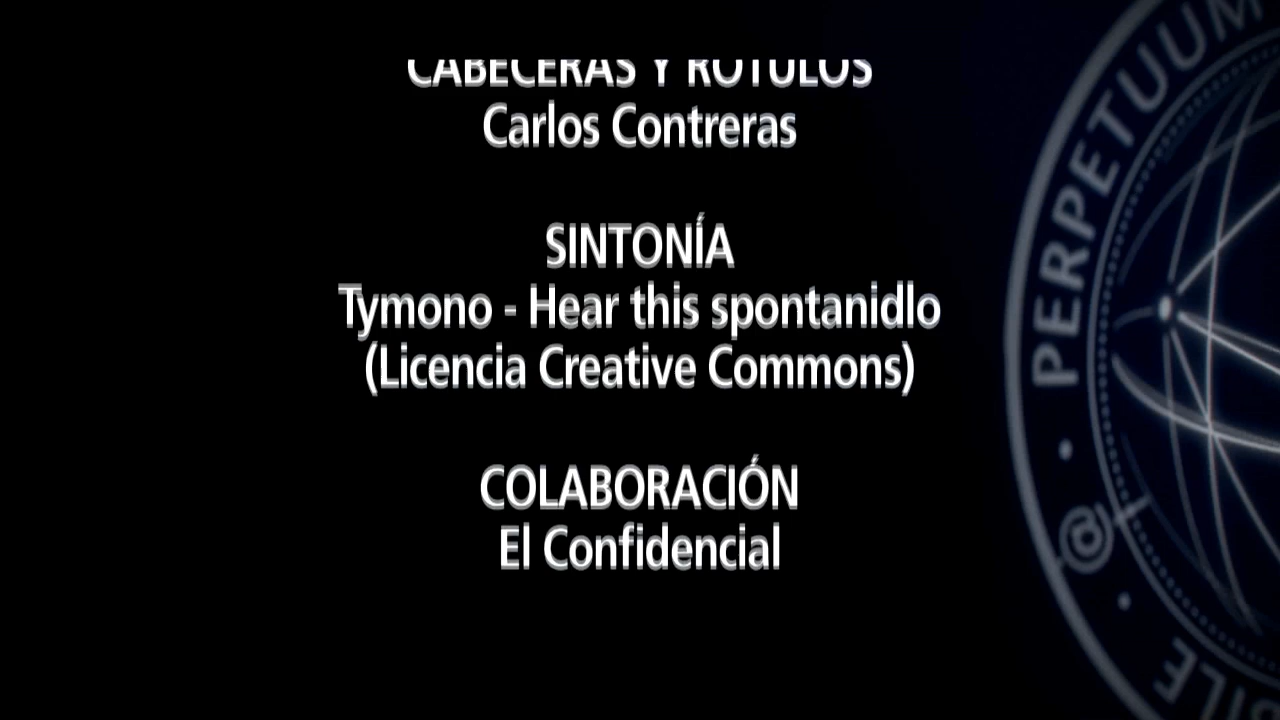 CABECERAS Y RÓTULOS
Carlos Contreras
SINTONÍA
Tymono - Hear this spontanidlo
(Licencia Creative Commons)
COLABORACIÓN
El Confidencial
PERPETUUM